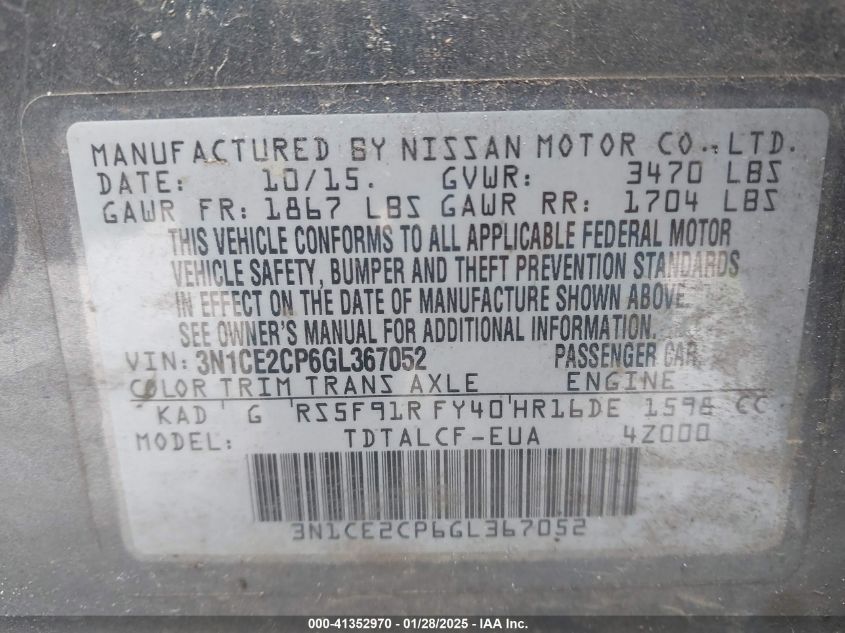 MANUFACTURED BY NISSAN MOTOR CO., LTD.
DATE: 10/15. GVWR: 3470 LBS
GAWR FR: 1867 LBS GAWR RR: 1704 LBS
THIS VEHICLE CONFORMS TO ALL APPLICABLE FEDERAL MOTOR
VEHICLE SAFETY, BUMPER AND THEFT PREVENTION STANDARDS
IN EFFECT ON THE DATE OF MANUFACTURE SHOWN ABOVE.
SEE OWNER'S MANUAL FOR ADDITIONAL INFORMATION.
VIN: 3N1CE2CP6GL367052 PASSENGER CAR
COLOR TRIM TRANS AXLE ENGINE
KAD G RS5F91R FY40 HR16DE 1598 CC
MODEL: TDTALCF-EUA 4Z000
3N1CE2CP6GL367052
000-41352970 | 01/28/2025 - IAA Inc.